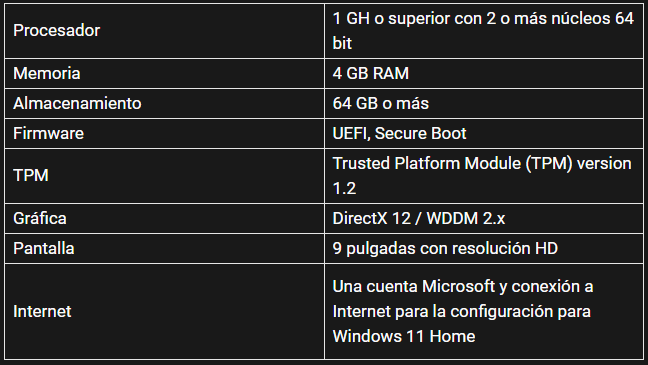 Procesador
1 GH o superior con 2 o más núcleos 64
bit
Memoria
4 GB RAM
Almacenamiento
64 GB o más
Firmware
UEFI, Secure Boot
TPM
Trusted Platform Module (TPM) version
1.2
Gráfica
DirectX 12 / WDDM 2.x
Pantalla
9 pulgadas con resolución HD
Internet
Una cuenta Microsoft y conexión a
Internet para la configuración para
Windows 11 Home